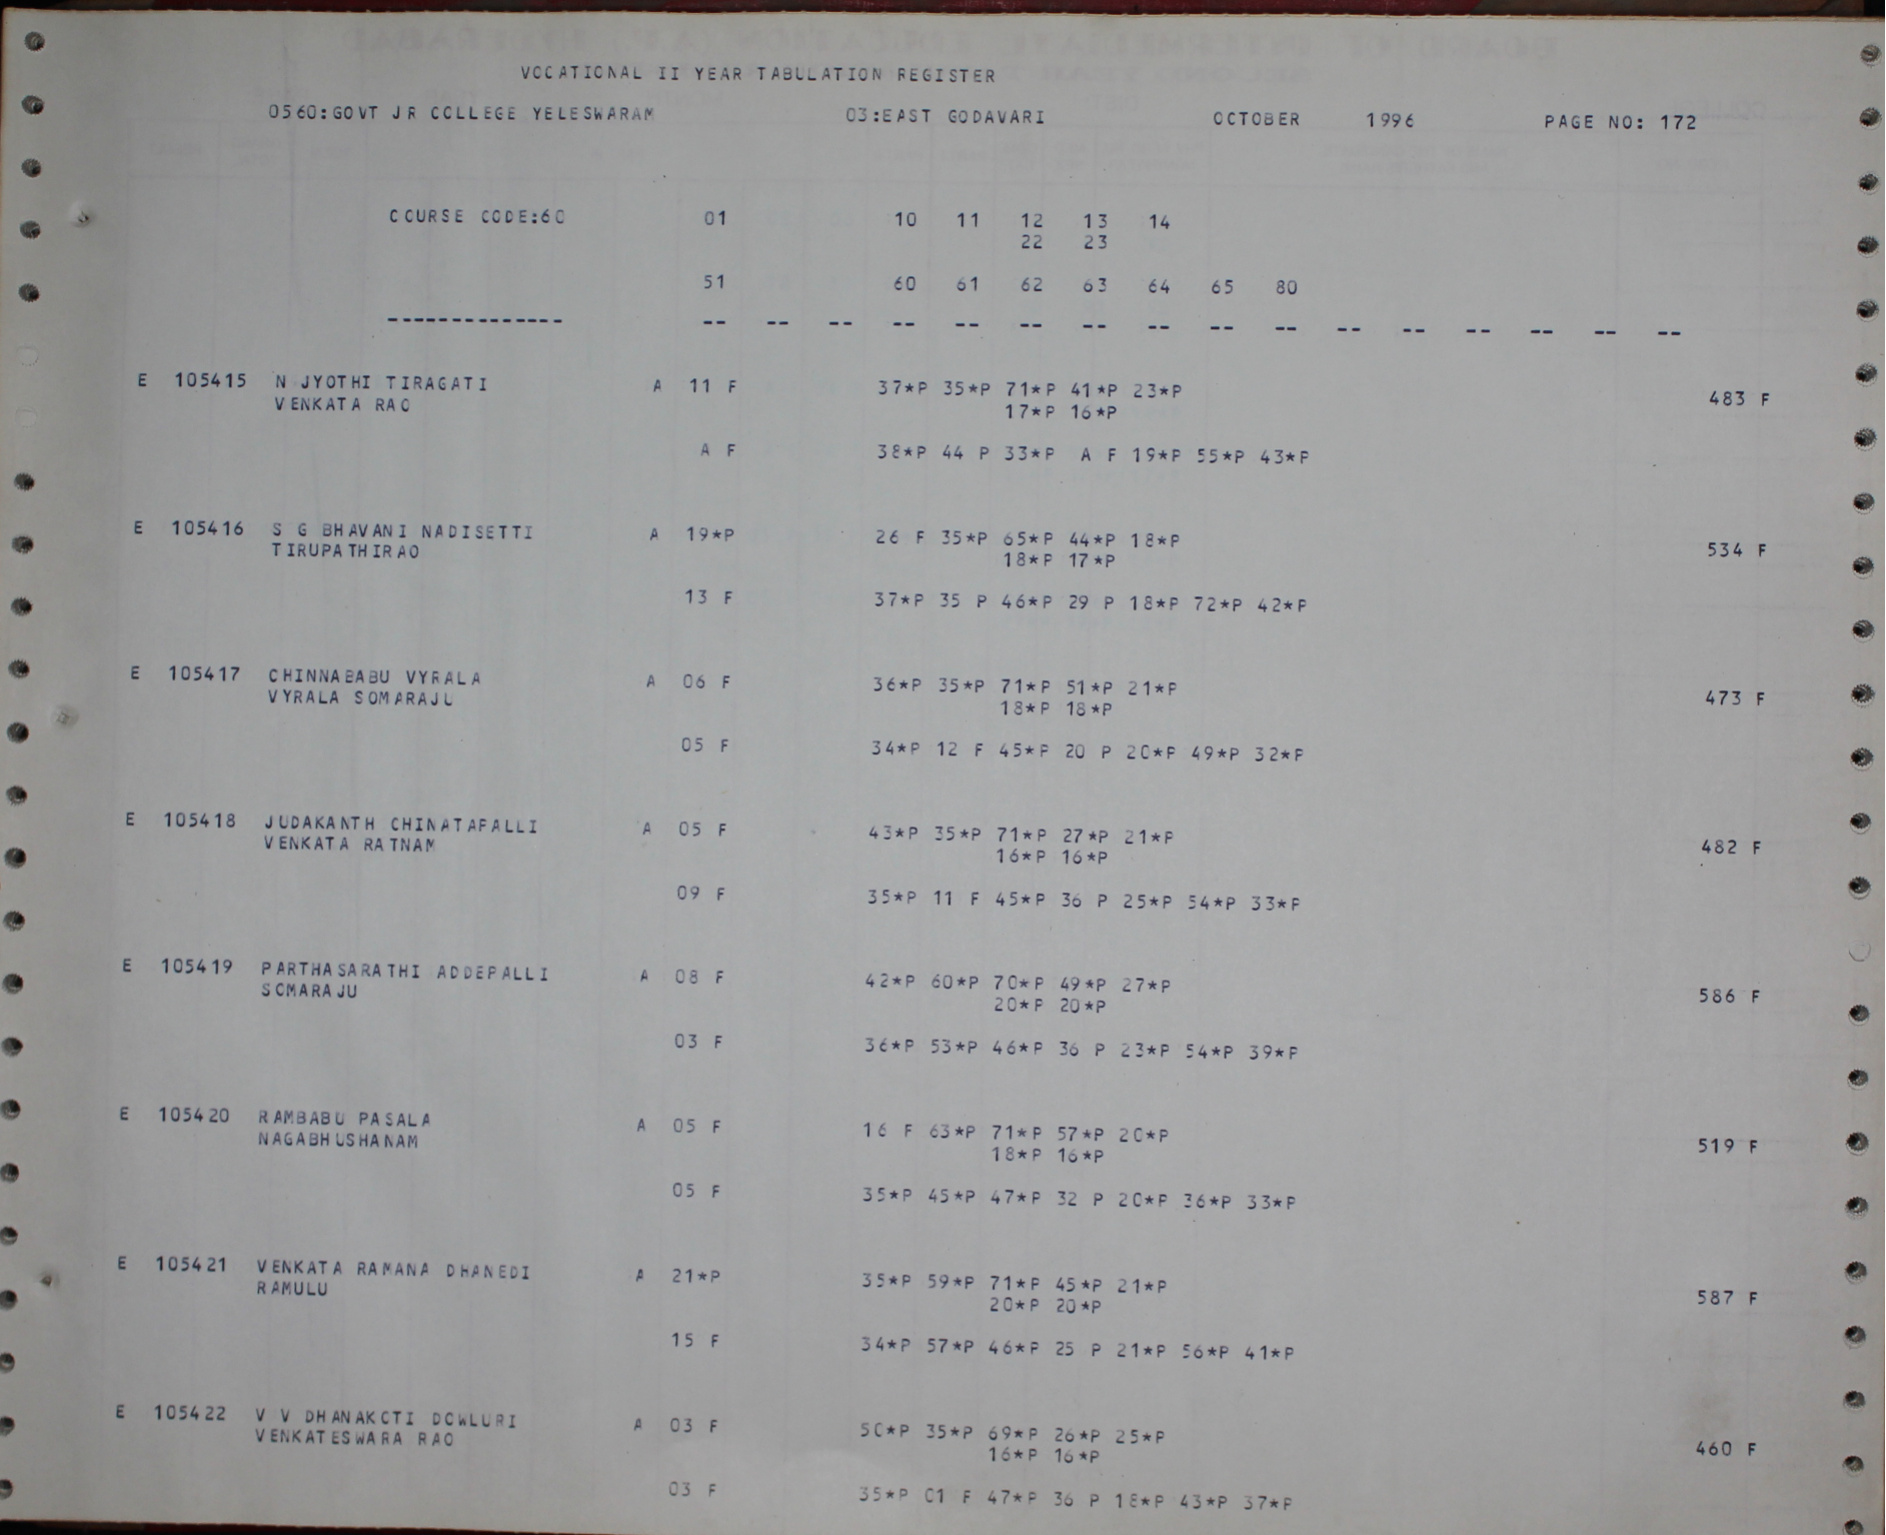 VOCATIONAL II YEAR TABULATION REGISTER
0560:GOVT JR COLLEGE YELESWARAM 03:EAST GODAVARI OCTOBER 1996 PAGE NO: 172
COURSE CODE:60 01 10 11 12 13 14
22 23
51 60 61 62 63 64 65 80
-------------- -- -- -- -- -- -- -- -- -- -- -- -- -- -- -- --
E 105415 N JYOTHI TIRAGATI A 11 F 37*P 35*P 71*P 41*P 23*P
VENKATA RAO 17*P 16*P 483 F
A F 38*P 44 P 33*P A F 19*P 55*P 43*P
E 105416 S G BHAVANI NADISETTI A 19*P 26 F 35*P 65*P 44*P 18*P
TIRUPATHIRAO 18*P 17*P 534 F
13 F 37*P 35 P 46*P 29 P 18*P 72*P 42*P
E 105417 CHINNABABU VYRALA A 06 F 36*P 35*P 71*P 51*P 21*P
VYRALA SOMARAJU 18*P 18*P 473 F
05 F 34*P 12 F 45*P 20 P 20*P 49*P 32*P
E 105418 JUDAKANTH CHINATAPALLI A 05 F 43*P 35*P 71*P 27*P 21*P
VENKATA RATNAM 16*P 16*P 482 F
09 F 35*P 11 F 45*P 36 P 25*P 54*P 33*P
E 105419 PARTHASARATHI ADDEPALLI A 08 F 42*P 60*P 70*P 49*P 27*P
SOMARAJU 20*P 20*P 586 F
03 F 36*P 53*P 46*P 36 P 23*P 54*P 39*P
E 105420 RAMBABU PASALA A 05 F 16 F 63*P 71*P 57*P 20*P
NAGABHUSHANAM 18*P 16*P 519 F
05 F 35*P 45*P 47*P 32 P 20*P 36*P 33*P
E 105421 VENKATA RAMANA DHANEDI A 21*P 35*P 59*P 71*P 45*P 21*P
RAMULU 20*P 20*P 587 F
15 F 34*P 57*P 46*P 25 P 21*P 56*P 41*P
E 105422 V V DHANAKOTI DOWLURI A 03 F 50*P 35*P 69*P 26*P 25*P
VENKATESWARA RAO 16*P 16*P 460 F
03 F 35*P 01 F 47*P 36 P 18*P 43*P 37*P